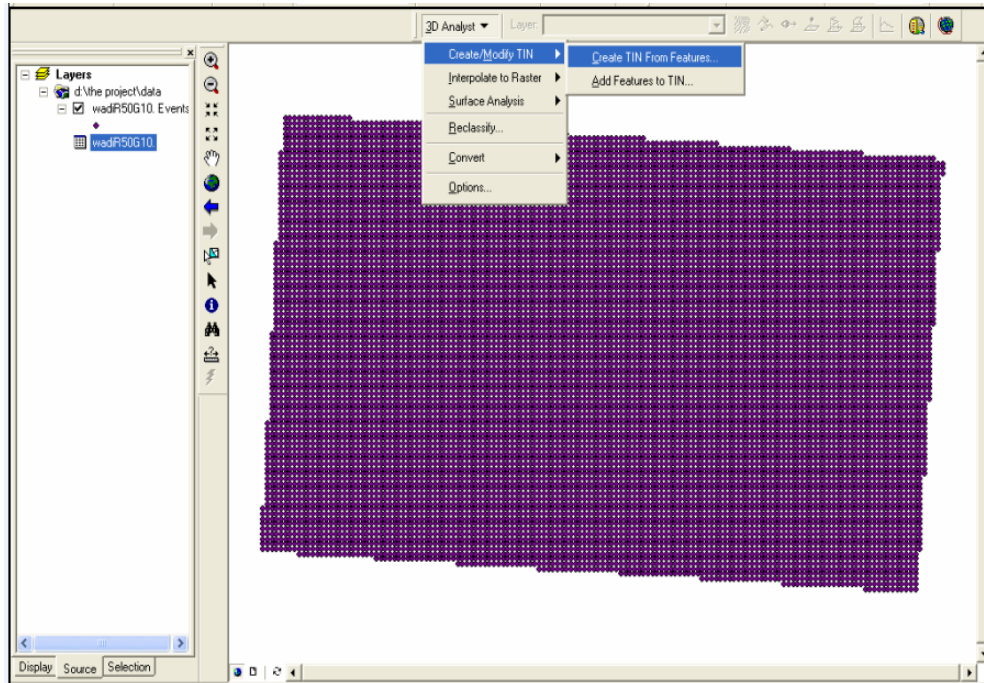 3D Analyst
Layer:
Create/Modify TIN
Interpolate to Raster
Surface Analysis
Reclassify...
Convert
Options...
Create TIN From Features...
Add Features to TIN...
Layers
d:\the project\data
wadiR50G10. Events
wadiR50G10.
Display
Source
Selection